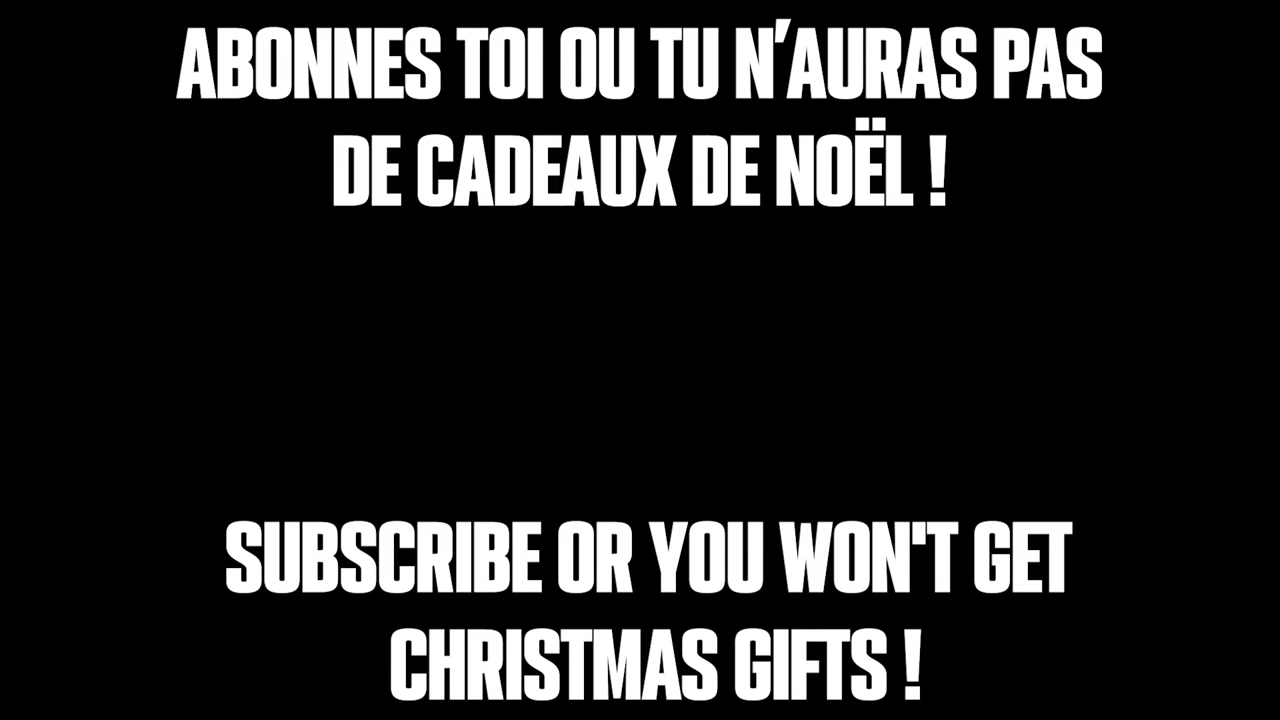 ABONNES TOI OU TU N'AURAS PAS
DE CADEAUX DE NOËL !
SUBSCRIBE OR YOU WON'T GET
CHRISTMAS GIFTS !